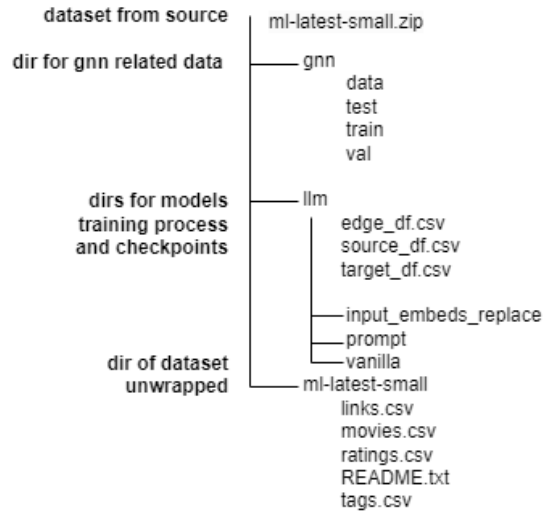 dataset from source
ml-latest-small.zip
dir for gnn related data
gnn
data
test
train
val
dirs for models
training process
and checkpoints
llm
edge_df.csv
source_df.csv
target_df.csv
input_embeds_replace
prompt
vanilla
dir of dataset
unwrapped
ml-latest-small
links.csv
movies.csv
ratings.csv
README.txt
tags.csv